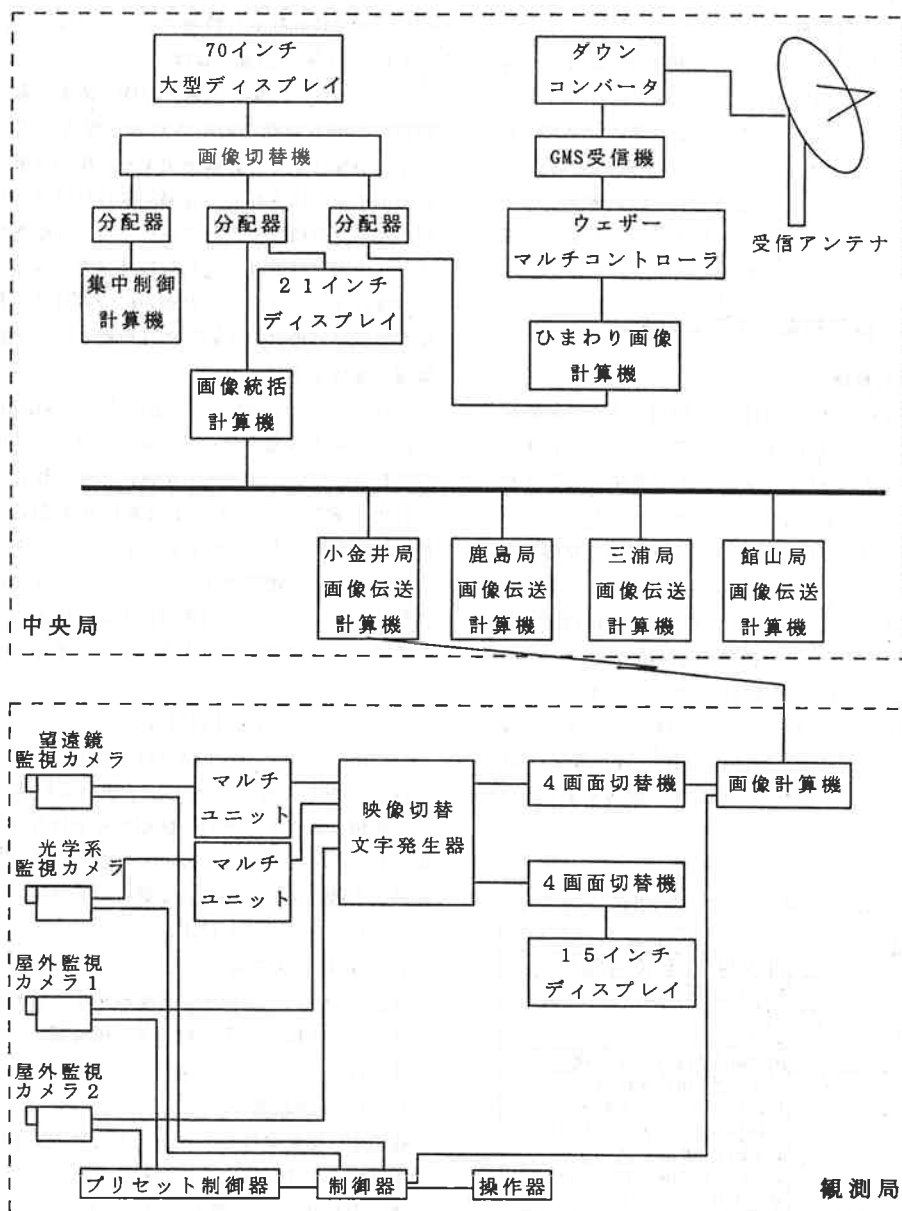 70インチ
大型ディスプレイ
ダウン
コンバータ
画像切替機
GMS受信機
分配器
分配器
分配器
ウェザー
マルチコントローラ
受信アンテナ
集中制御
計算機
21インチ
ディスプレイ
ひまわり画像
計算機
画像統括
計算機
小金井局
画像伝送
計算機
鹿島局
画像伝送
計算機
三浦局
画像伝送
計算機
館山局
画像伝送
計算機
中央局
望遠鏡
監視カメラ
マルチ
ユニット
映像切替
文字発生器
4画面切替機
画像計算機
光学系
監視カメラ
マルチ
ユニット
4画面切替機
15インチ
ディスプレイ
屋外監視
カメラ1
屋外監視
カメラ2
プリセット制御器
制御器
操作器
観測局